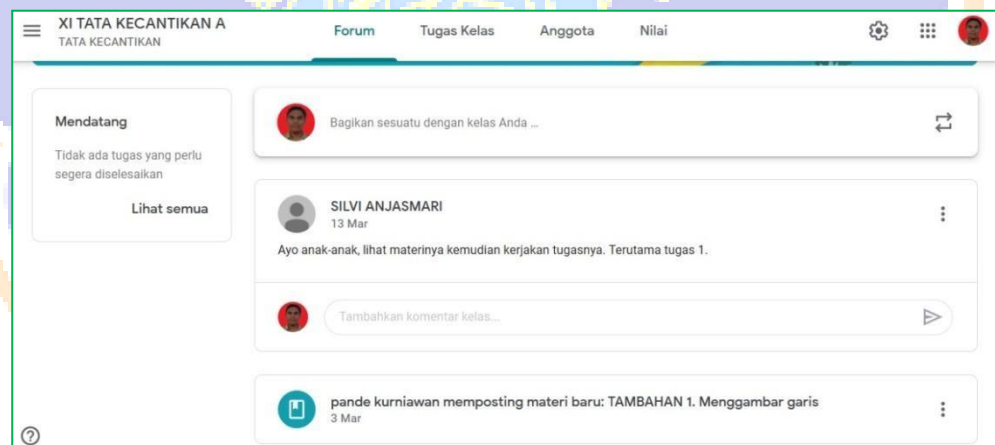 XI TATA KECANTIKAN A
TATA KECANTIKAN
Forum Tugas Kelas Anggota Nilai
Mendatang
Tidak ada tugas yang perlu
segera diselesaikan
Lihat semua
Bagikan sesuatu dengan kelas Anda ...
SILVI ANJASMARI
13 Mar
Ayo anak-anak, lihat materinya kemudian kerjakan tugasnya. Terutama tugas 1.
Tambahkan komentar kelas...
pande kurniawan memposting materi baru: TAMBAHAN 1. Menggambar garis
3 Mar